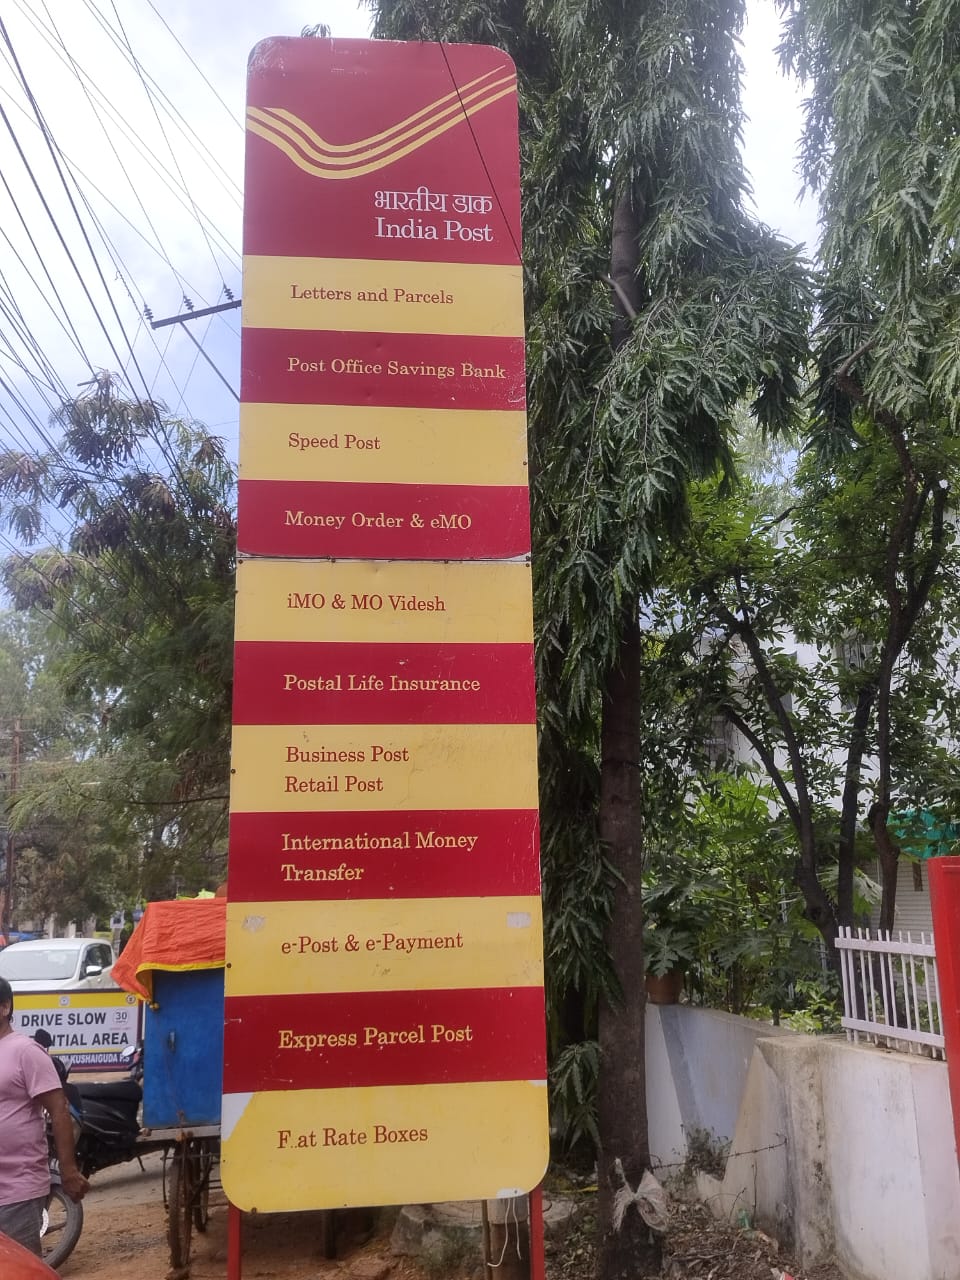 भारतीय डाक
India Post
Letters and Parcels
Post Office Savings Bank
Speed Post
Money Order & eMO
iMO & MO Videsh
Postal Life Insurance
Business Post
Retail Post
International Money
Transfer
e-Post & e-Payment
Express Parcel Post
F at Rate Boxes
DRIVE SLOW 30
NTIAL AREA
KUSHAIGUDA P.S